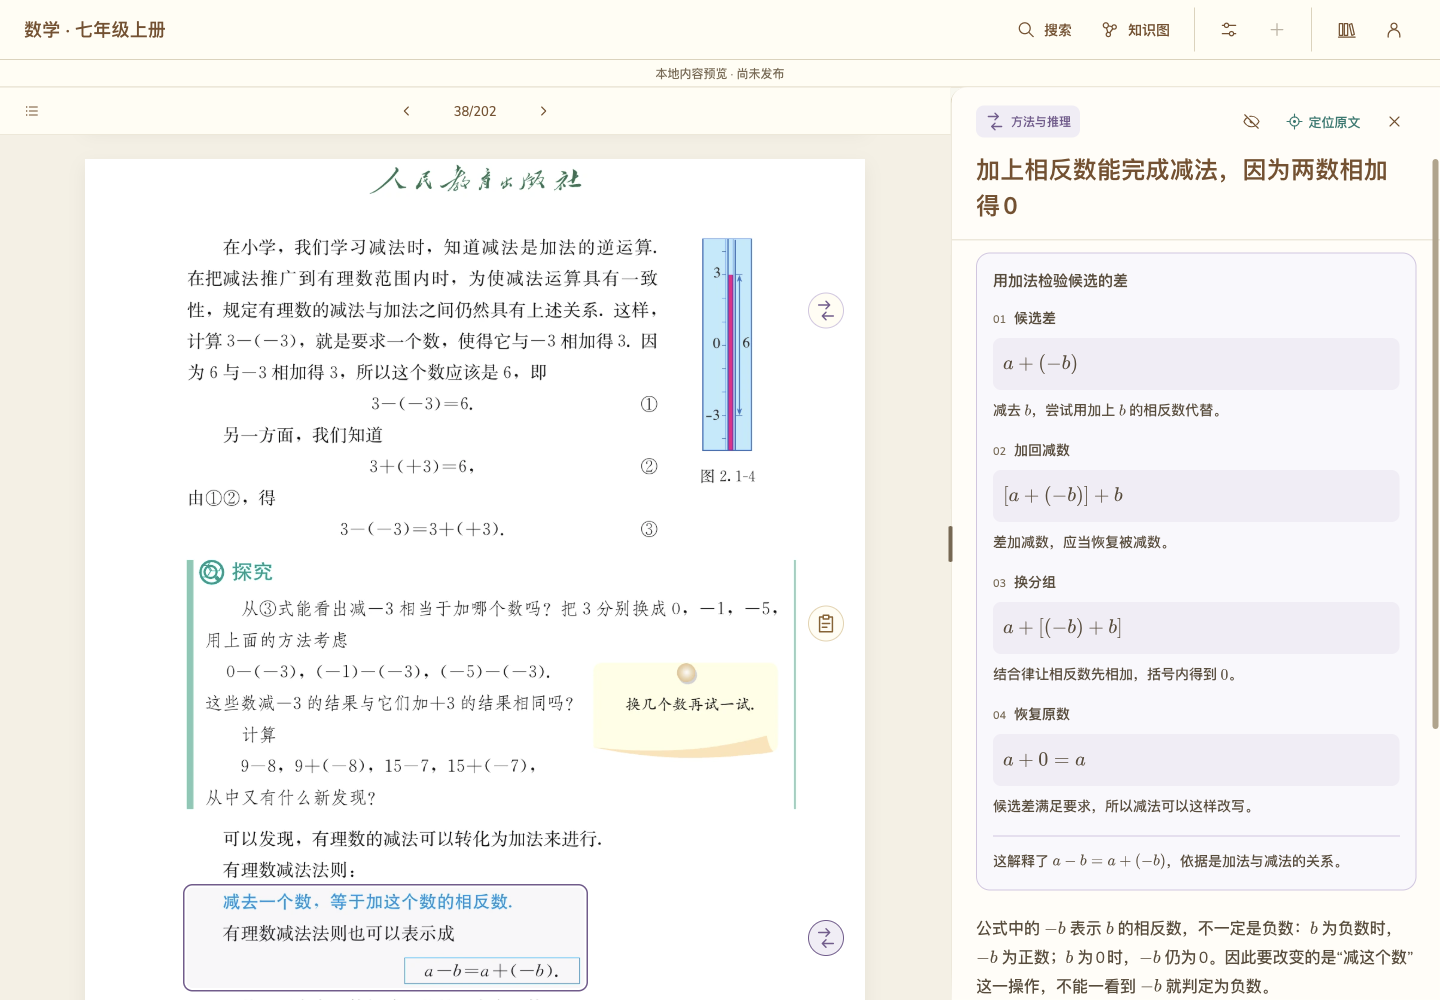 数学 · 七年级上册
搜索
知识图
本地内容预览 · 尚未发布
38/202
人民教育出版社
在小学，我们学习减法时，知道减法是加法的逆运算.
在把减法推广到有理数范围内时，为使减法运算具有一致
性，规定有理数的减法与加法之间仍然具有上述关系. 这样，
计算 3－(－3)，就是要求一个数，使得它与－3 相加得 3. 因
为 6 与－3 相加得 3，所以这个数应该是 6，即
3－(－3)＝6. ①
另一方面，我们知道
3＋(＋3)＝6， ②
由①②，得
3－(－3)＝3＋(＋3). ③
3
0
6
-3
图 2.1-4
探究
从③式能看出减－3 相当于加哪个数吗？把 3 分别换成 0，－1，－5，
用上面的方法考虑
0－(－3)，(－1)－(－3)，(－5)－(－3).
这些数减－3 的结果与它们加＋3 的结果相同吗？
换几个数再试一试.
计算
9－8，9＋(－8)，15－7，15＋(－7)，
从中又有什么新发现？
可以发现，有理数的减法可以转化为加法来进行.
有理数减法法则：
减去一个数，等于加这个数的相反数.
有理数减法法则也可以表示成
a－b＝a＋(－b).
方法与推理
定位原文
加上相反数能完成减法，因为两数相加
得 0
用加法检验候选的差
01 候选差
a + (−b)
减去 b，尝试用加上 b 的相反数代替。
02 加回减数
[a + (−b)] + b
差加减数，应当恢复被减数。
03 换分组
a + [(−b) + b]
结合律让相反数先相加，括号内得到 0。
04 恢复原数
a + 0 = a
候选差满足要求，所以减法可以这样改写。
这解释了 a − b = a + (−b)，依据是加法与减法的关系。
公式中的 −b 表示 b 的相反数，不一定是负数：b 为负数时，
−b 为正数；b 为 0 时，−b 仍为 0。因此要改变的是“减这个数”
这一操作，不能一看到 −b 就判定为负数。